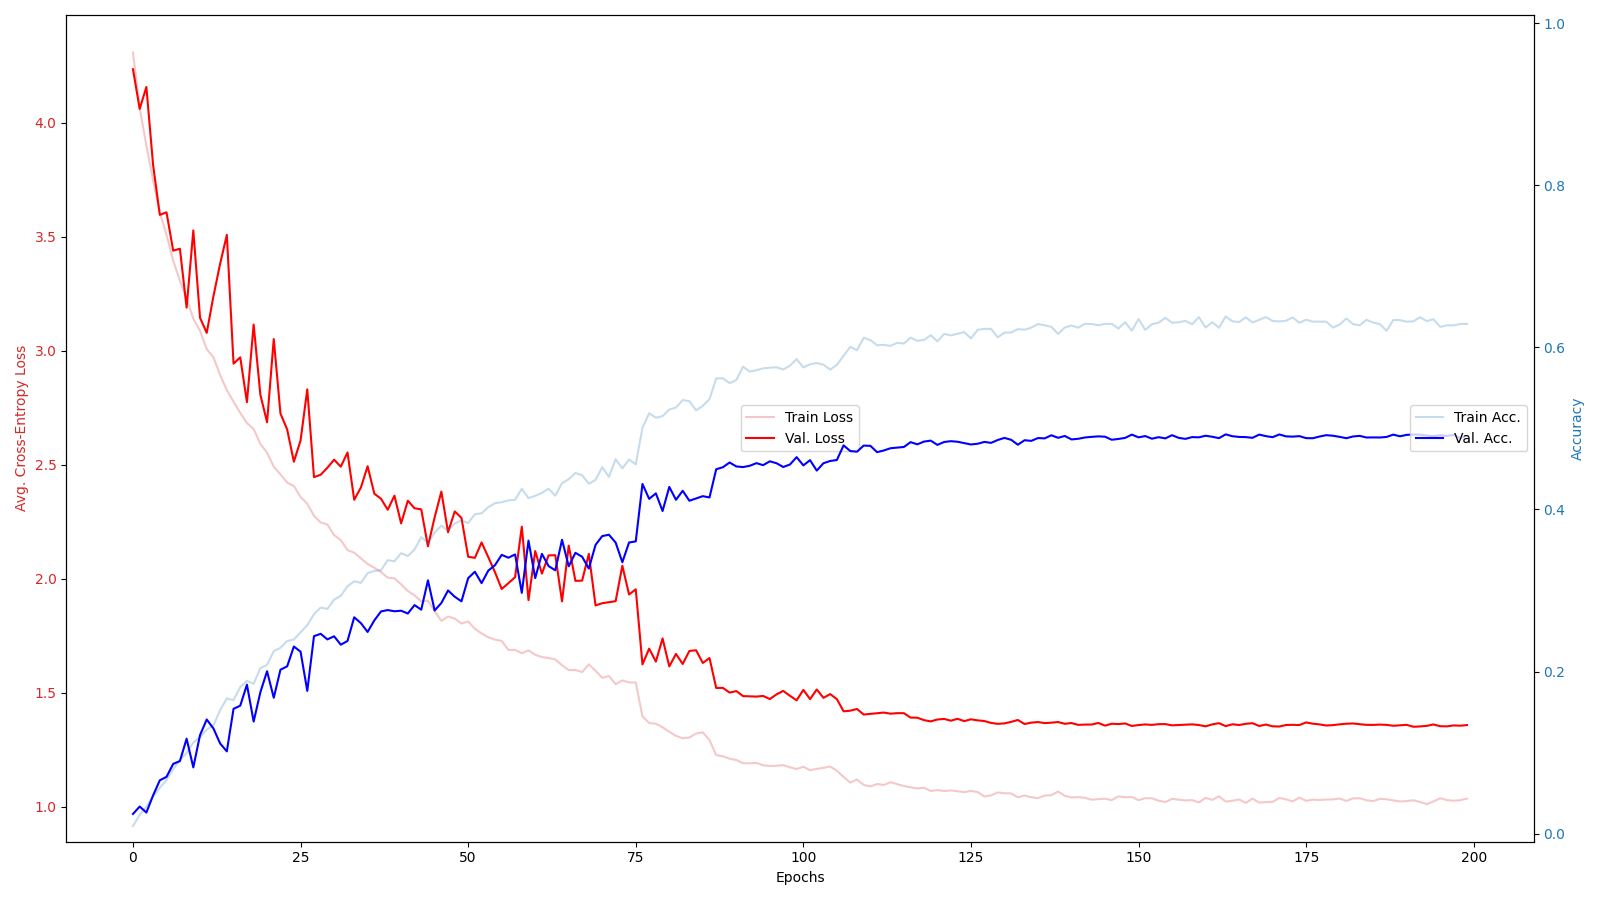 Avg. Cross-Entropy Loss
4.0
3.5
3.0
2.5
2.0
1.5
1.0
Train Loss
Val. Loss
Train Acc.
Val. Acc.
1.0
0.8
0.6
0.4
0.2
0.0
Accuracy
0 25 50 75 100 125 150 175 200
Epochs